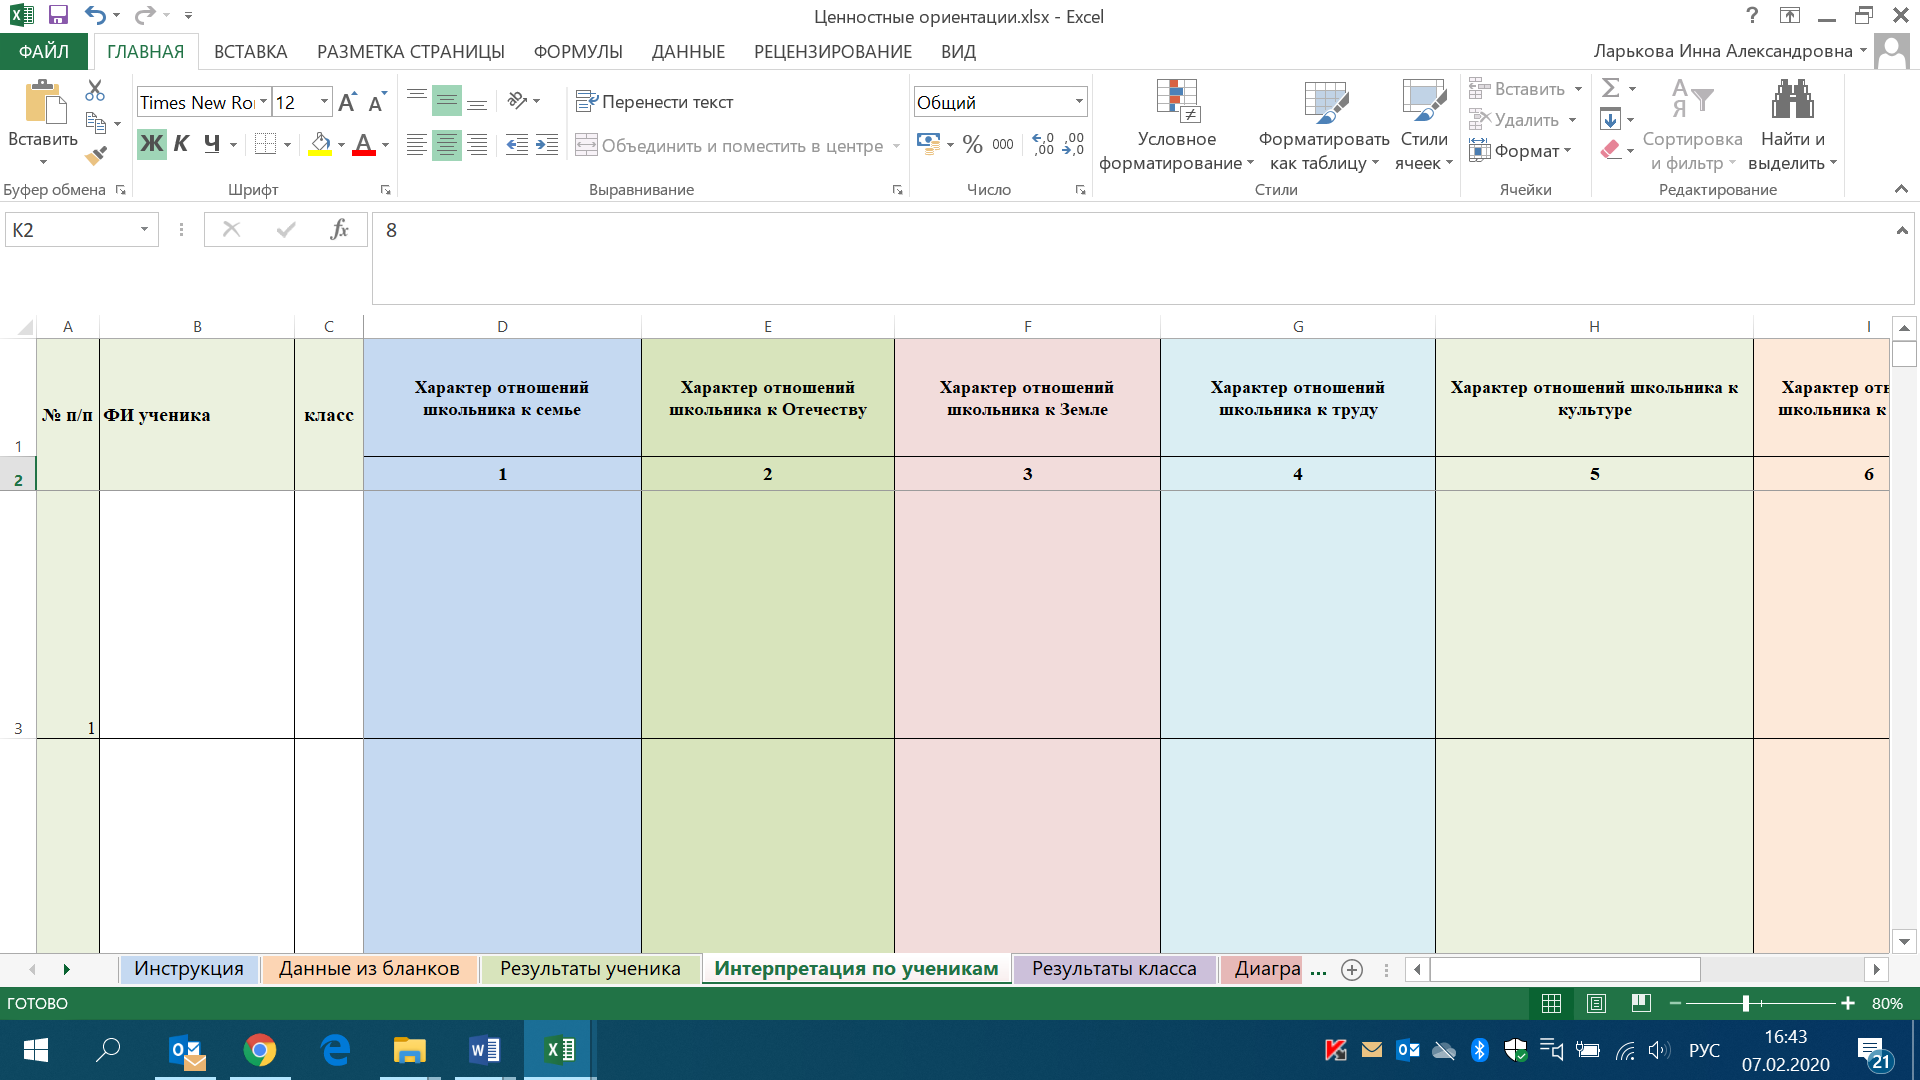 Ценностные ориентации.xlsx - Excel
ФАЙЛ ГЛАВНАЯ ВСТАВКА РАЗМЕТКА СТРАНИЦЫ ФОРМУЛЫ ДАННЫЕ РЕЦЕНЗИРОВАНИЕ ВИД Ларькова Инна Александровна
Вставить
Буфер обмена
Times New Ro 12
Ж К Ч
Шрифт
Перенести текст
Объединить и поместить в центре
Выравнивание
Общий
% 000
Число
Условное форматирование
Форматировать как таблицу
Стили ячеек
Стили
Вставить
Удалить
Формат
Ячейки
Сортировка и фильтр
Найти и выделить
Редактирование
K2 fx 8
A B C D E F G H I
1 № п/п ФИ ученика класс
Характер отношений школьника к семье
Характер отношений школьника к Отечеству
Характер отношений школьника к Земле
Характер отношений школьника к труду
Характер отношений школьника к культуре
Характер отн
школьника к
2 1 2 3 4 5 6
3 1
Инструкция Данные из бланков Результаты ученика Интерпретация по ученикам Результаты класса Диагра ...
ГОТОВО 80%
РУС 16:43
07.02.2020
21